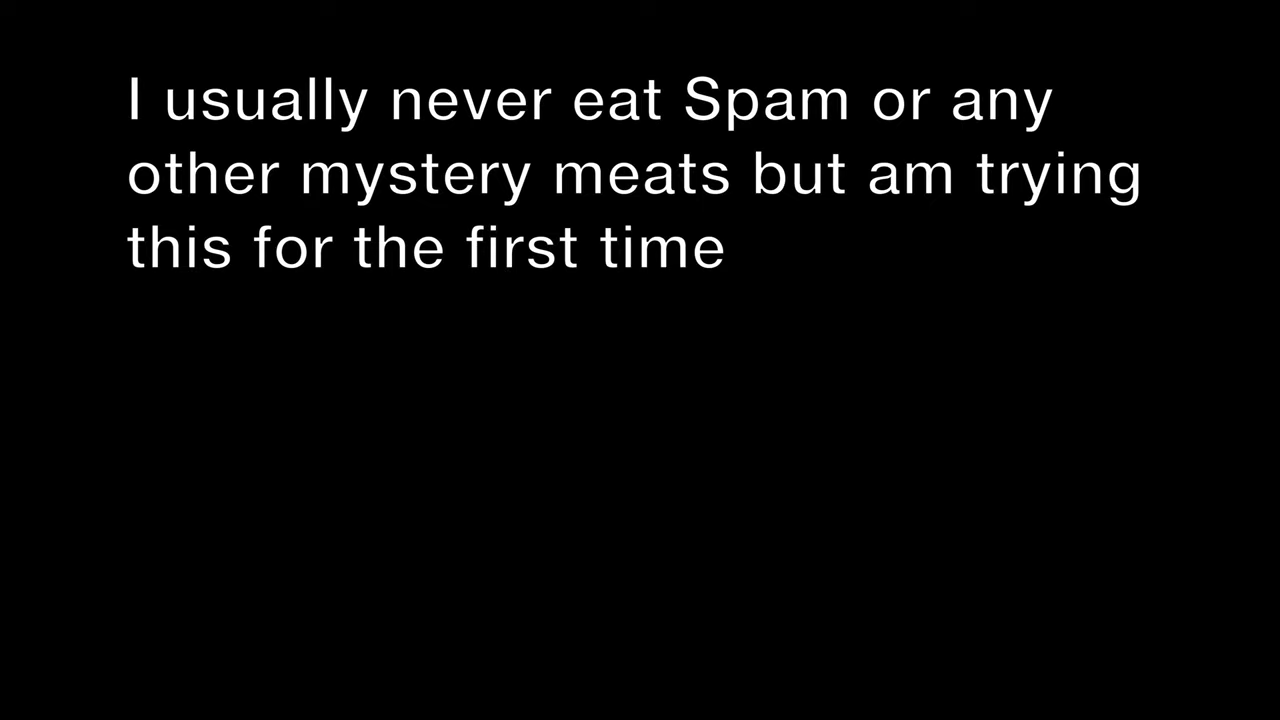 I usually never eat Spam or any
other mystery meats but am trying
this for the first time